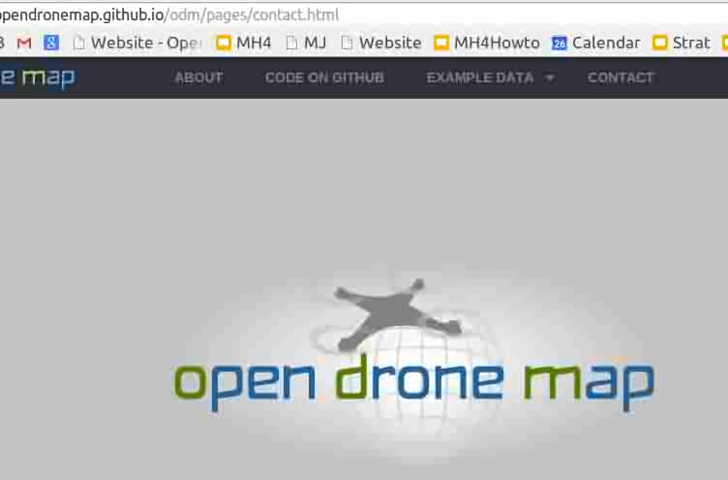 opendronemap.github.io/odm/pages/contact.html
Website - Ope MH4 MJ Website MH4Howto 26 Calendar Strat
e map ABOUT CODE ON GITHUB EXAMPLE DATA CONTACT
open drone map